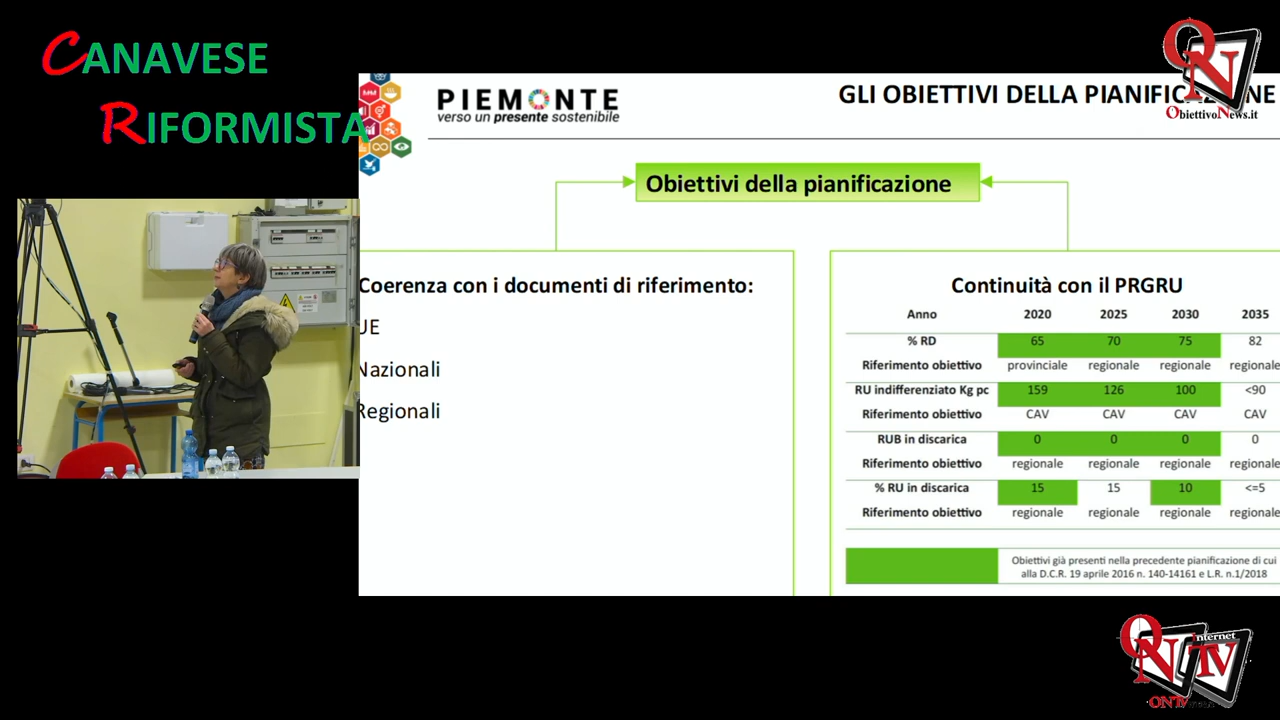 CANAVESE
RIFORMISTA
PIEMONTE
verso un presente sostenibile
GLI OBIETTIVI DELLA PIANIFICAZIONE
ON
ObiettivoNews.it
Obiettivi della pianificazione
Coerenza con i documenti di riferimento:
UE
Nazionali
Regionali
Continuità con il PRGRU
Anno 2020 2025 2030 2035
% RD 65 70 75 82
Riferimento obiettivo provinciale regionale regionale regionale
RU indifferenziato Kg pc 159 126 100 <90
Riferimento obiettivo CAV CAV CAV CAV
RUB in discarica 0 0 0 0
Riferimento obiettivo regionale regionale regionale regionale
% RU in discarica 15 15 10 <=5
Riferimento obiettivo regionale regionale regionale regionale
Obiettivi già presenti nella precedente pianificazione di cui
alla D.C.R. 19 aprile 2016 n. 140-14161 e L.R. n.1/2018
internet
ON TV